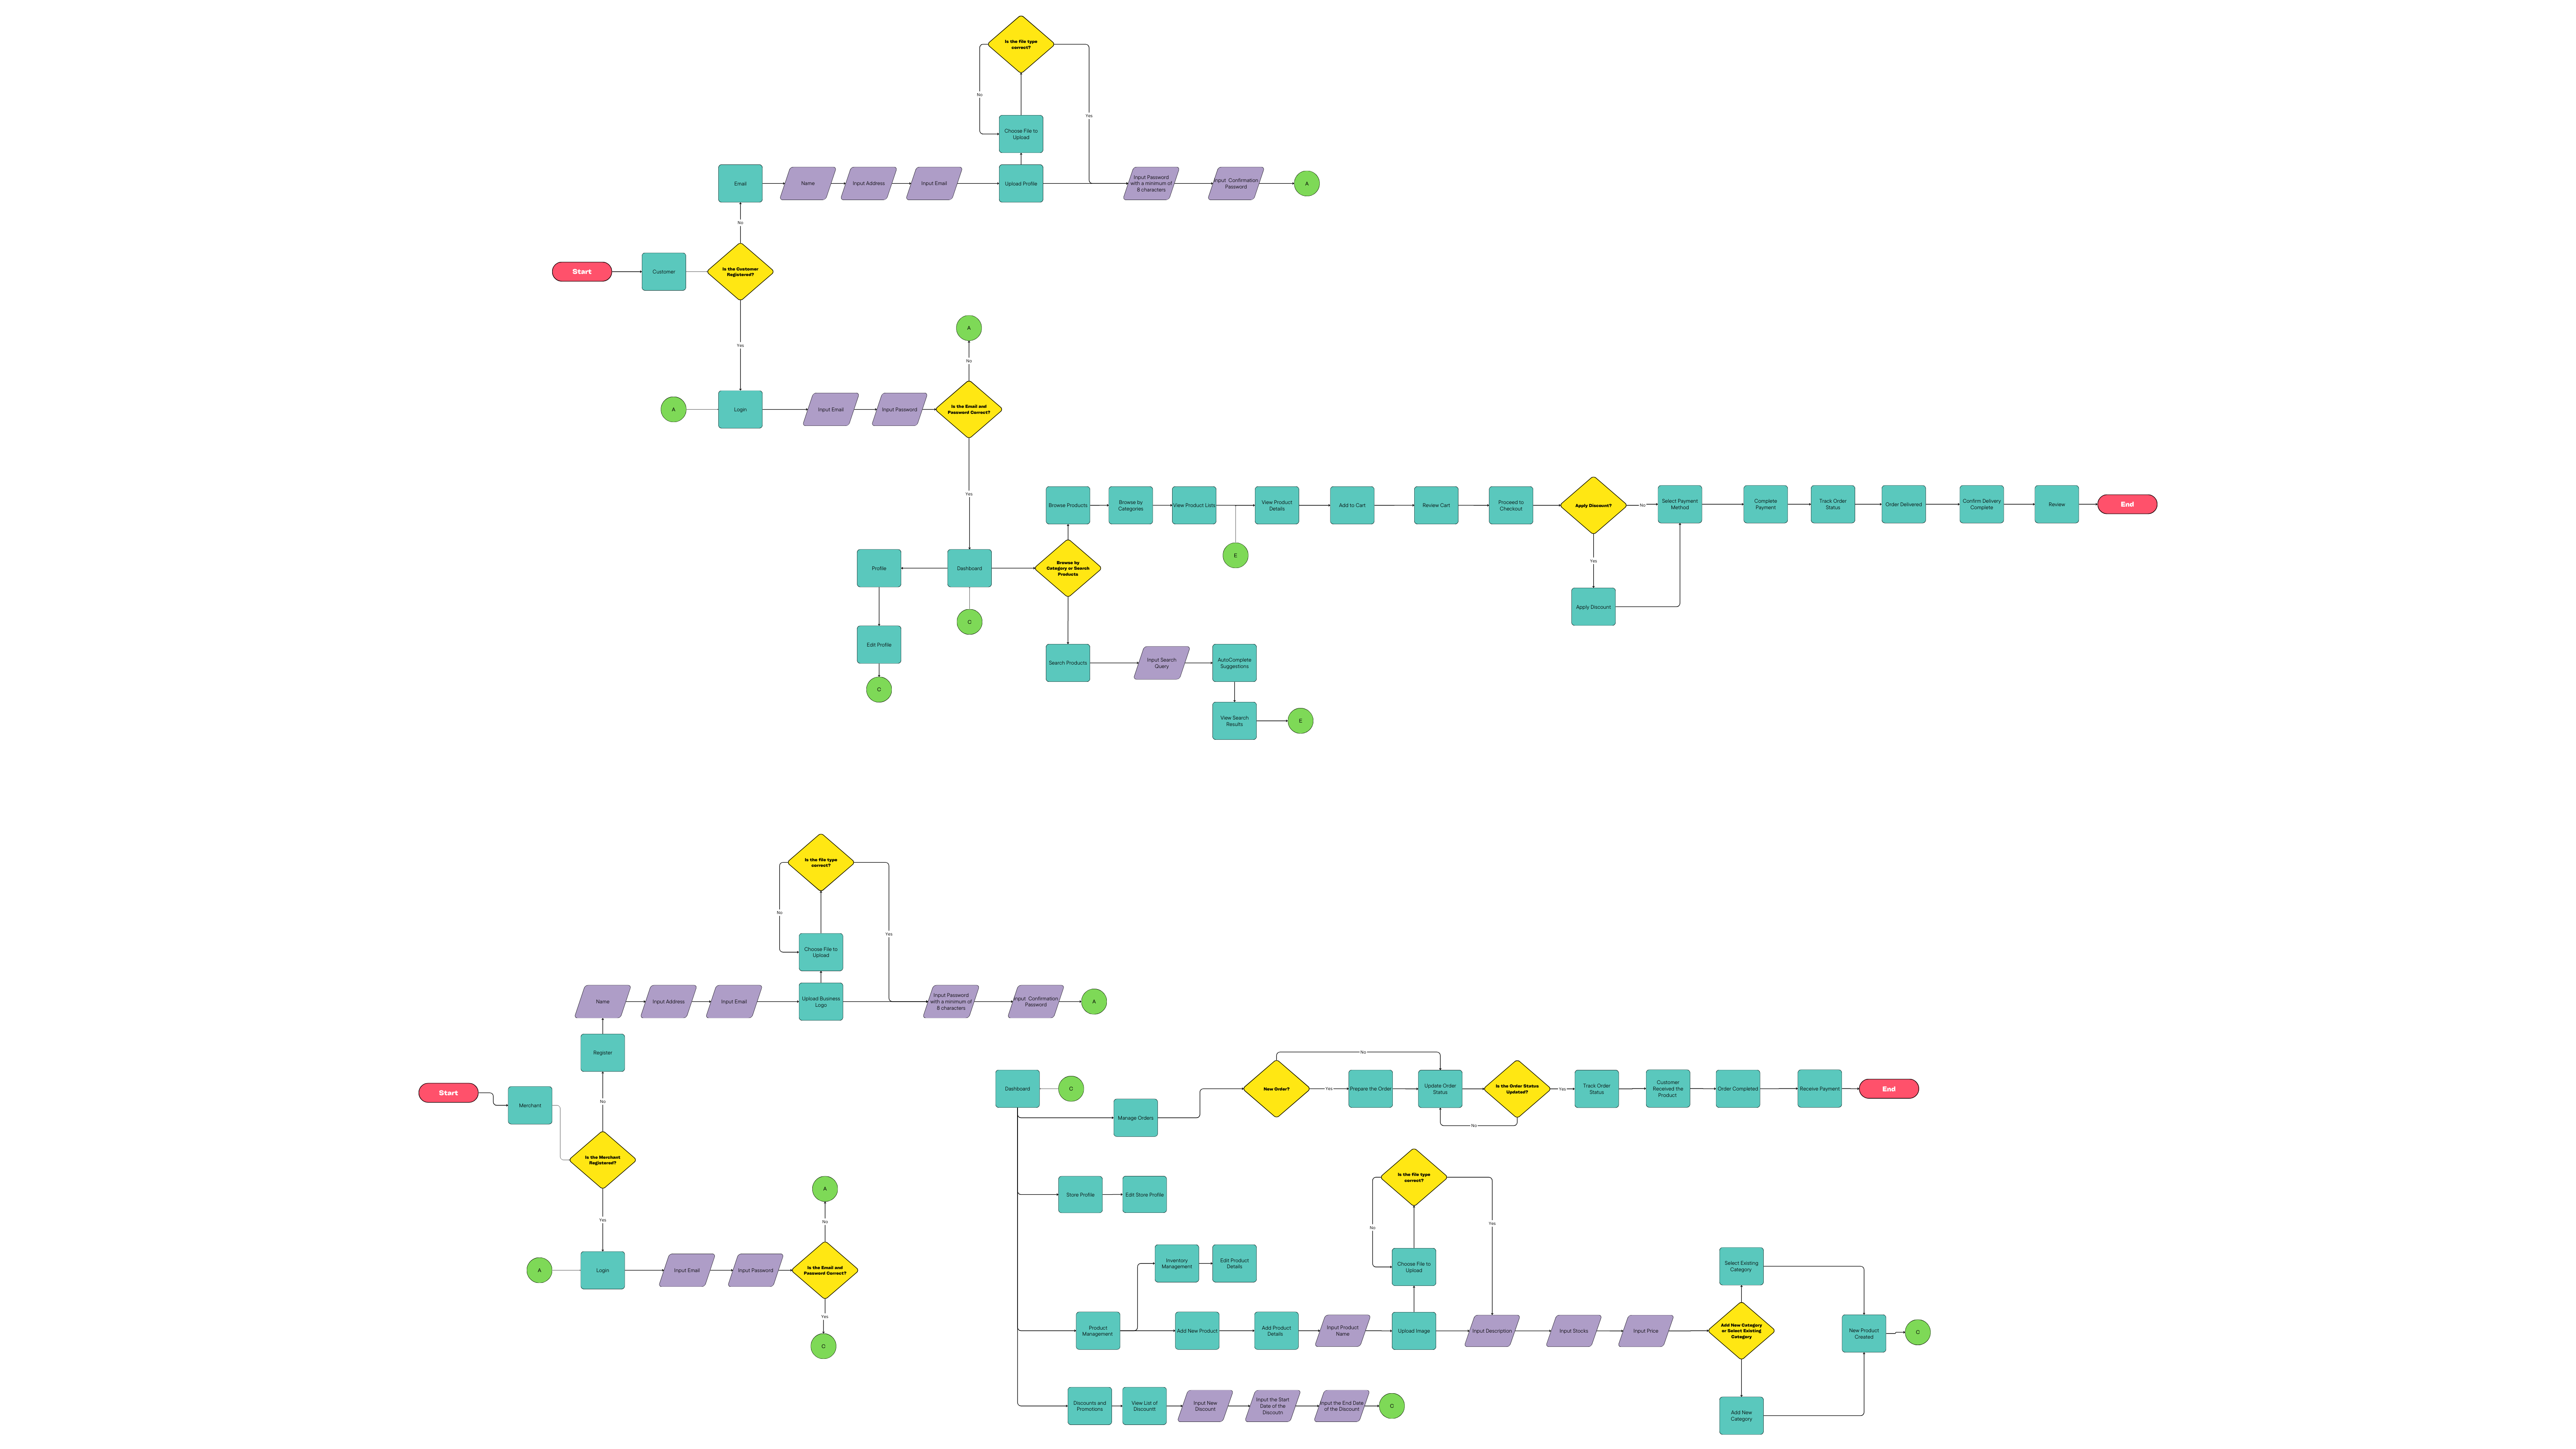 Is the file type
correct?
No
Yes
Choose File to
Upload
Email
Name
Input Address
Input Email
Upload Profile
Input Password
with a minimum of
8 characters
Input  Confirmation
Password
A
No
Start
Customer
Is the Customer
Registered?
Yes
A
No
A
Login
Input Email
Input Password
Is the Email and
Password Correct?
Yes
Browse Products
Browse by
Categories
View Product Lists
View Product
Details
Add to Cart
Review Cart
Proceed to
Checkout
Apply Discount?
No
Select Payment
Method
Complete
Payment
Track Order
Status
Order Delivered
Confirm Delivery
Complete
Review
End
E
Yes
Profile
Dashboard
Browse by
Category or Search
Products
Apply Discount
C
Edit Profile
Search Products
Input Search
Query
AutoComplete
Suggestions
C
View Search
Results
E
Is the file type
correct?
No
Yes
Choose File to
Upload
Name
Input Address
Input Email
Upload Business
Logo
Input Password
with a minimum of
8 characters
Input  Confirmation
Password
A
Register
Start
Merchant
No
Is the Merchant
Registered?
Yes
A
No
A
Login
Input Email
Input Password
Is the Email and
Password Correct?
Yes
C
Dashboard
C
Manage Orders
No
New Order?
Yes
Prepare the Order
Update Order
Status
Is the Order Status
Updated?
Yes
No
Track Order
Status
Customer
Received the
Product
Order Completed
Receive Payment
End
Store Profile
Edit Store Profile
Is the file type
correct?
No
Yes
Inventory
Management
Edit Product
Details
Choose File to
Upload
Select Existing
Category
Product
Management
Add New Product
Add Product
Details
Input Product
Name
Upload Image
Input Description
Input Stocks
Input Price
Add New Category
or Select Existing
Category
New Product
Created
C
Discounts and
Promotions
View List of
Discount
Input New
Discount
Input the Start
Date of the
Discoutn
Input the End Date
of the Discount
C
Add New
Category